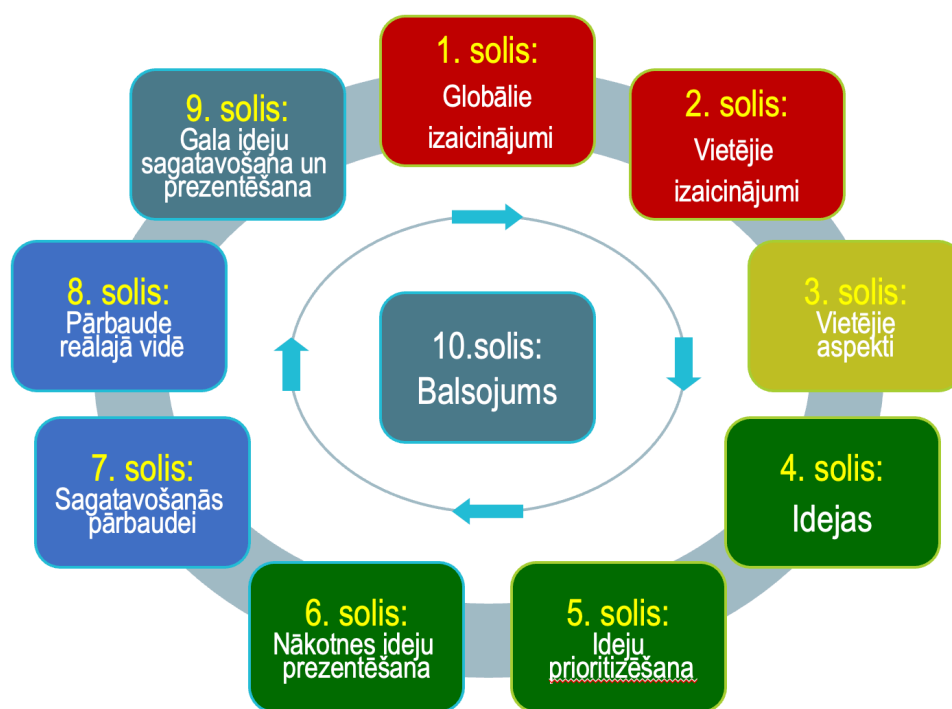 1. solis:
Globālie
izaicinājumi
2. solis:
Vietējie
izaicinājumi
3. solis:
Vietējie
aspekti
4. solis:
Idejas
5. solis:
Ideju
prioritizēšana
6. solis:
Nākotnes ideju
prezentēšana
7. solis:
Sagatavošanās
pārbaudei
8. solis:
Pārbaude
reālajā vidē
9. solis:
Gala ideju
sagatavošana un
prezentēšana
10.solis:
Balsojums